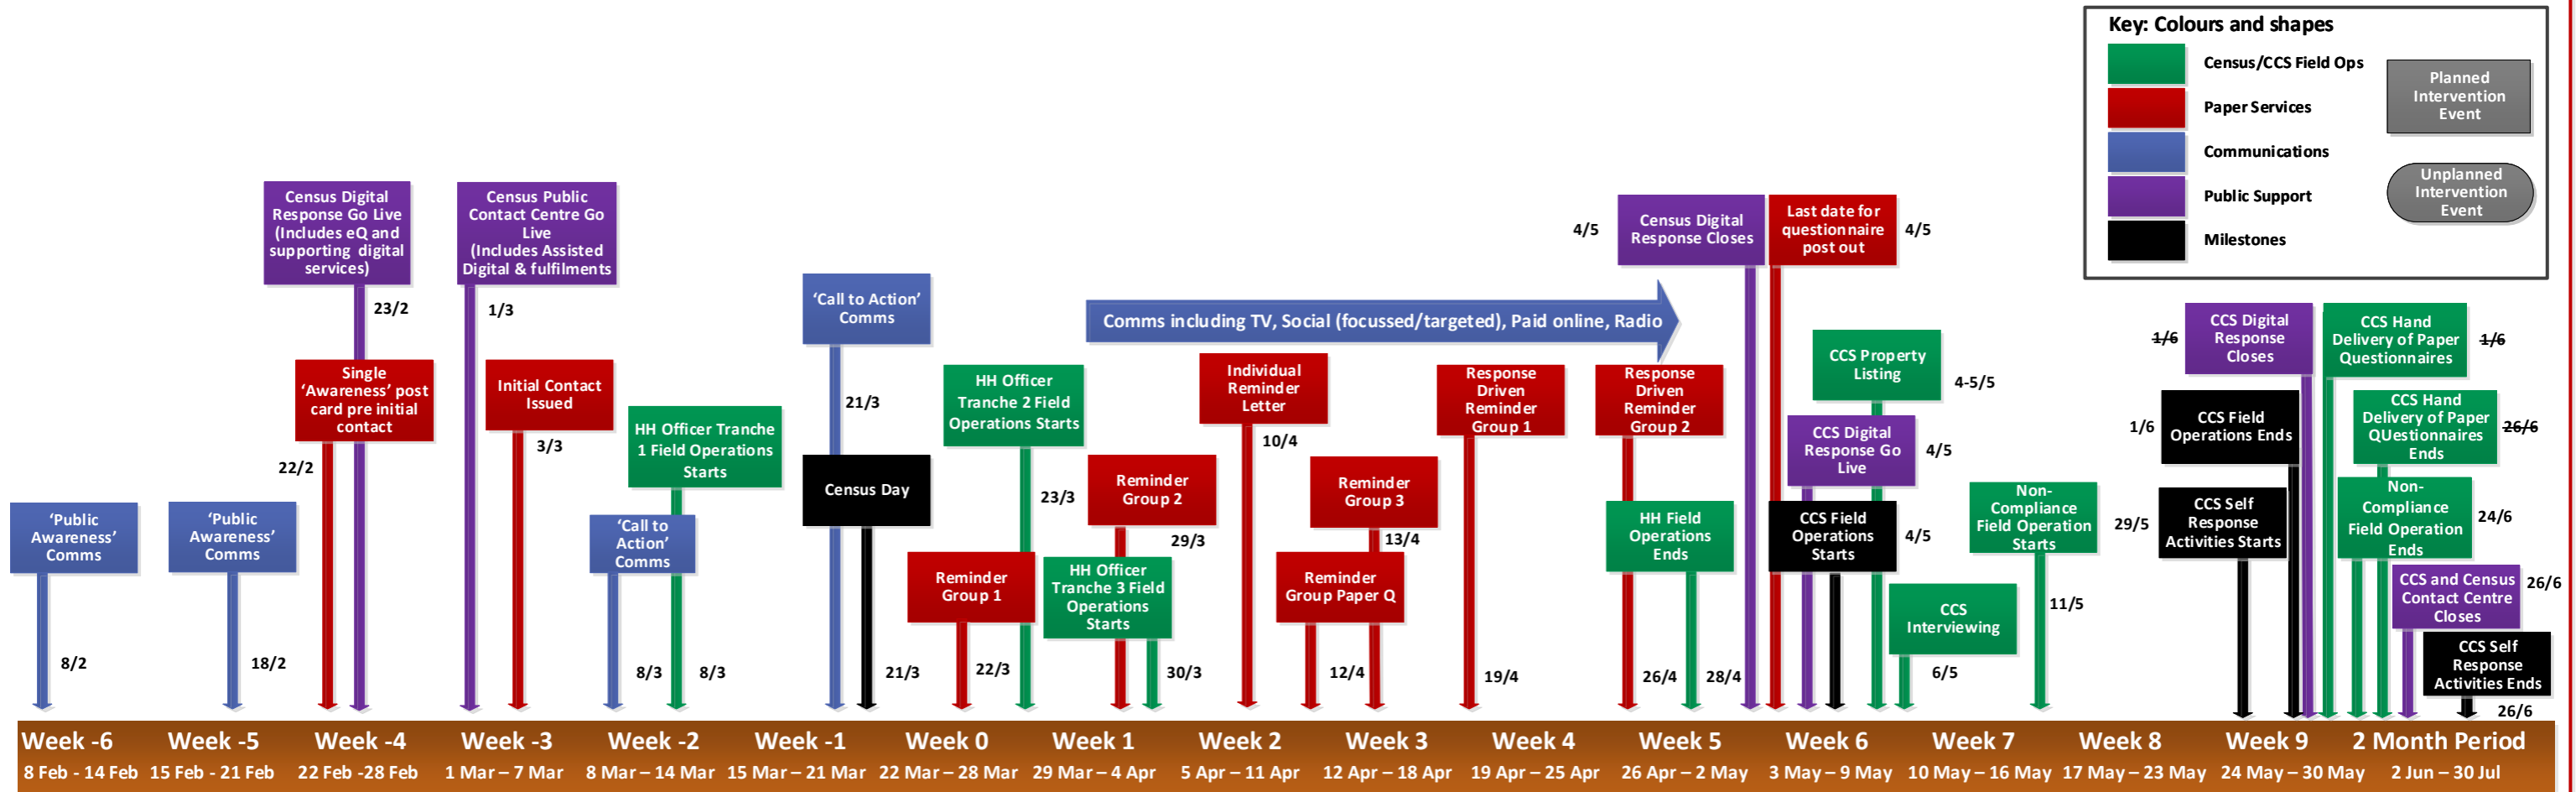 Key: Colours and shapes
Census/CCS Field Ops
Paper Services
Communications
Public Support
Milestones
Planned
Intervention
Event
Unplanned
Intervention
Event
‘Public
Awareness’
Comms
8/2
‘Public
Awareness’
Comms
18/2
Census Digital
Response Go Live
(Includes eQ and
supporting digital
services)
23/2
Single
‘Awareness’ post
card pre initial
contact
22/2
Census Public
Contact Centre Go
Live
(Includes Assisted
Digital & fulfilments
1/3
Initial Contact
Issued
3/3
HH Officer Tranche
1 Field Operations
Starts
8/3
‘Call to
Action’
Comms
8/3
‘Call to Action’
Comms
21/3
Census Day
21/3
HH Officer
Tranche 2 Field
Operations Starts
23/3
Reminder
Group 1
22/3
Comms including TV, Social (focussed/targeted), Paid online, Radio
Reminder
Group 2
29/3
HH Officer
Tranche 3 Field
Operations
Starts
30/3
Individual
Reminder
Letter
10/4
Reminder
Group 3
13/4
Reminder
Group Paper Q
12/4
Response
Driven
Reminder
Group 1
19/4
Response
Driven
Reminder
Group 2
26/4
HH Field
Operations
Ends
28/4
4/5
Census Digital
Response Closes
Last date for
questionnaire
post out
4/5
CCS Property
Listing
4-5/5
CCS Digital
Response Go
Live
4/5
CCS Field
Operations
Starts
4/5
CCS
Interviewing
6/5
Non-
Compliance
Field Operation
Starts
11/5
1/6
CCS Digital
Response
Closes
CCS Hand
Delivery of Paper
Questionnaires
1/6
1/6
CCS Field
Operations Ends
CCS Hand
Delivery of Paper
QUestionnaires
Ends
26/6
29/5
CCS Self
Response
Activities Starts
Non-
Compliance
Field Operation
Ends
24/6
CCS and Census
Contact Centre
Closes
26/6
CCS Self
Response
Activities Ends
26/6
Week -6
8 Feb - 14 Feb
Week -5
15 Feb - 21 Feb
Week -4
22 Feb -28 Feb
Week -3
1 Mar – 7 Mar
Week -2
8 Mar – 14 Mar
Week -1
15 Mar – 21 Mar
Week 0
22 Mar – 28 Mar
Week 1
29 Mar – 4 Apr
Week 2
5 Apr – 11 Apr
Week 3
12 Apr – 18 Apr
Week 4
19 Apr – 25 Apr
Week 5
26 Apr – 2 May
Week 6
3 May – 9 May
Week 7
10 May – 16 May
Week 8
17 May – 23 May
Week 9
24 May – 30 May
2 Month Period
2 Jun – 30 Jul